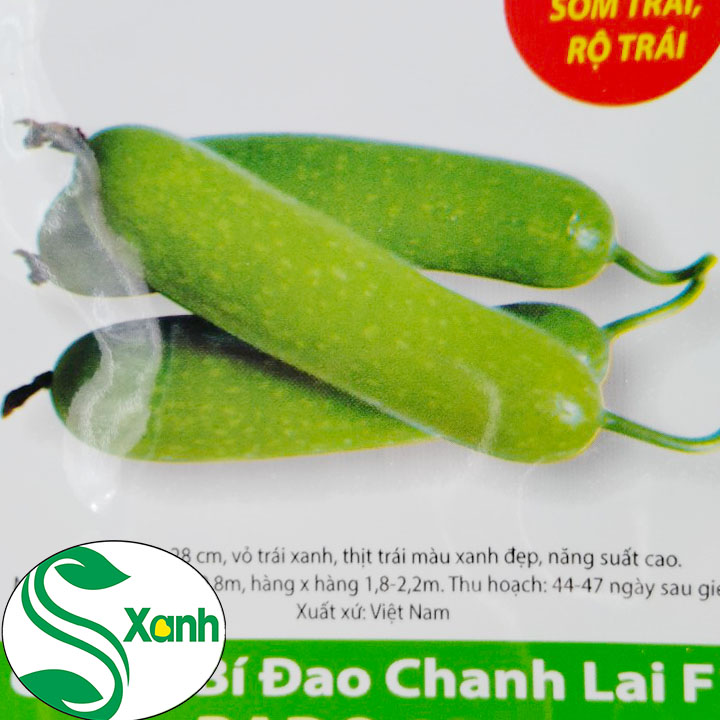 SỚM TRÁI,
RỘ TRÁI
28 cm, vỏ trái xanh, thịt trái màu xanh đẹp, năng suất cao.
8m, hàng x hàng 1,8-2,2m. Thu hoạch: 44-47 ngày sau
Xuất xứ: Việt Nam
Xanh
Bí Đao Chanh Lai F